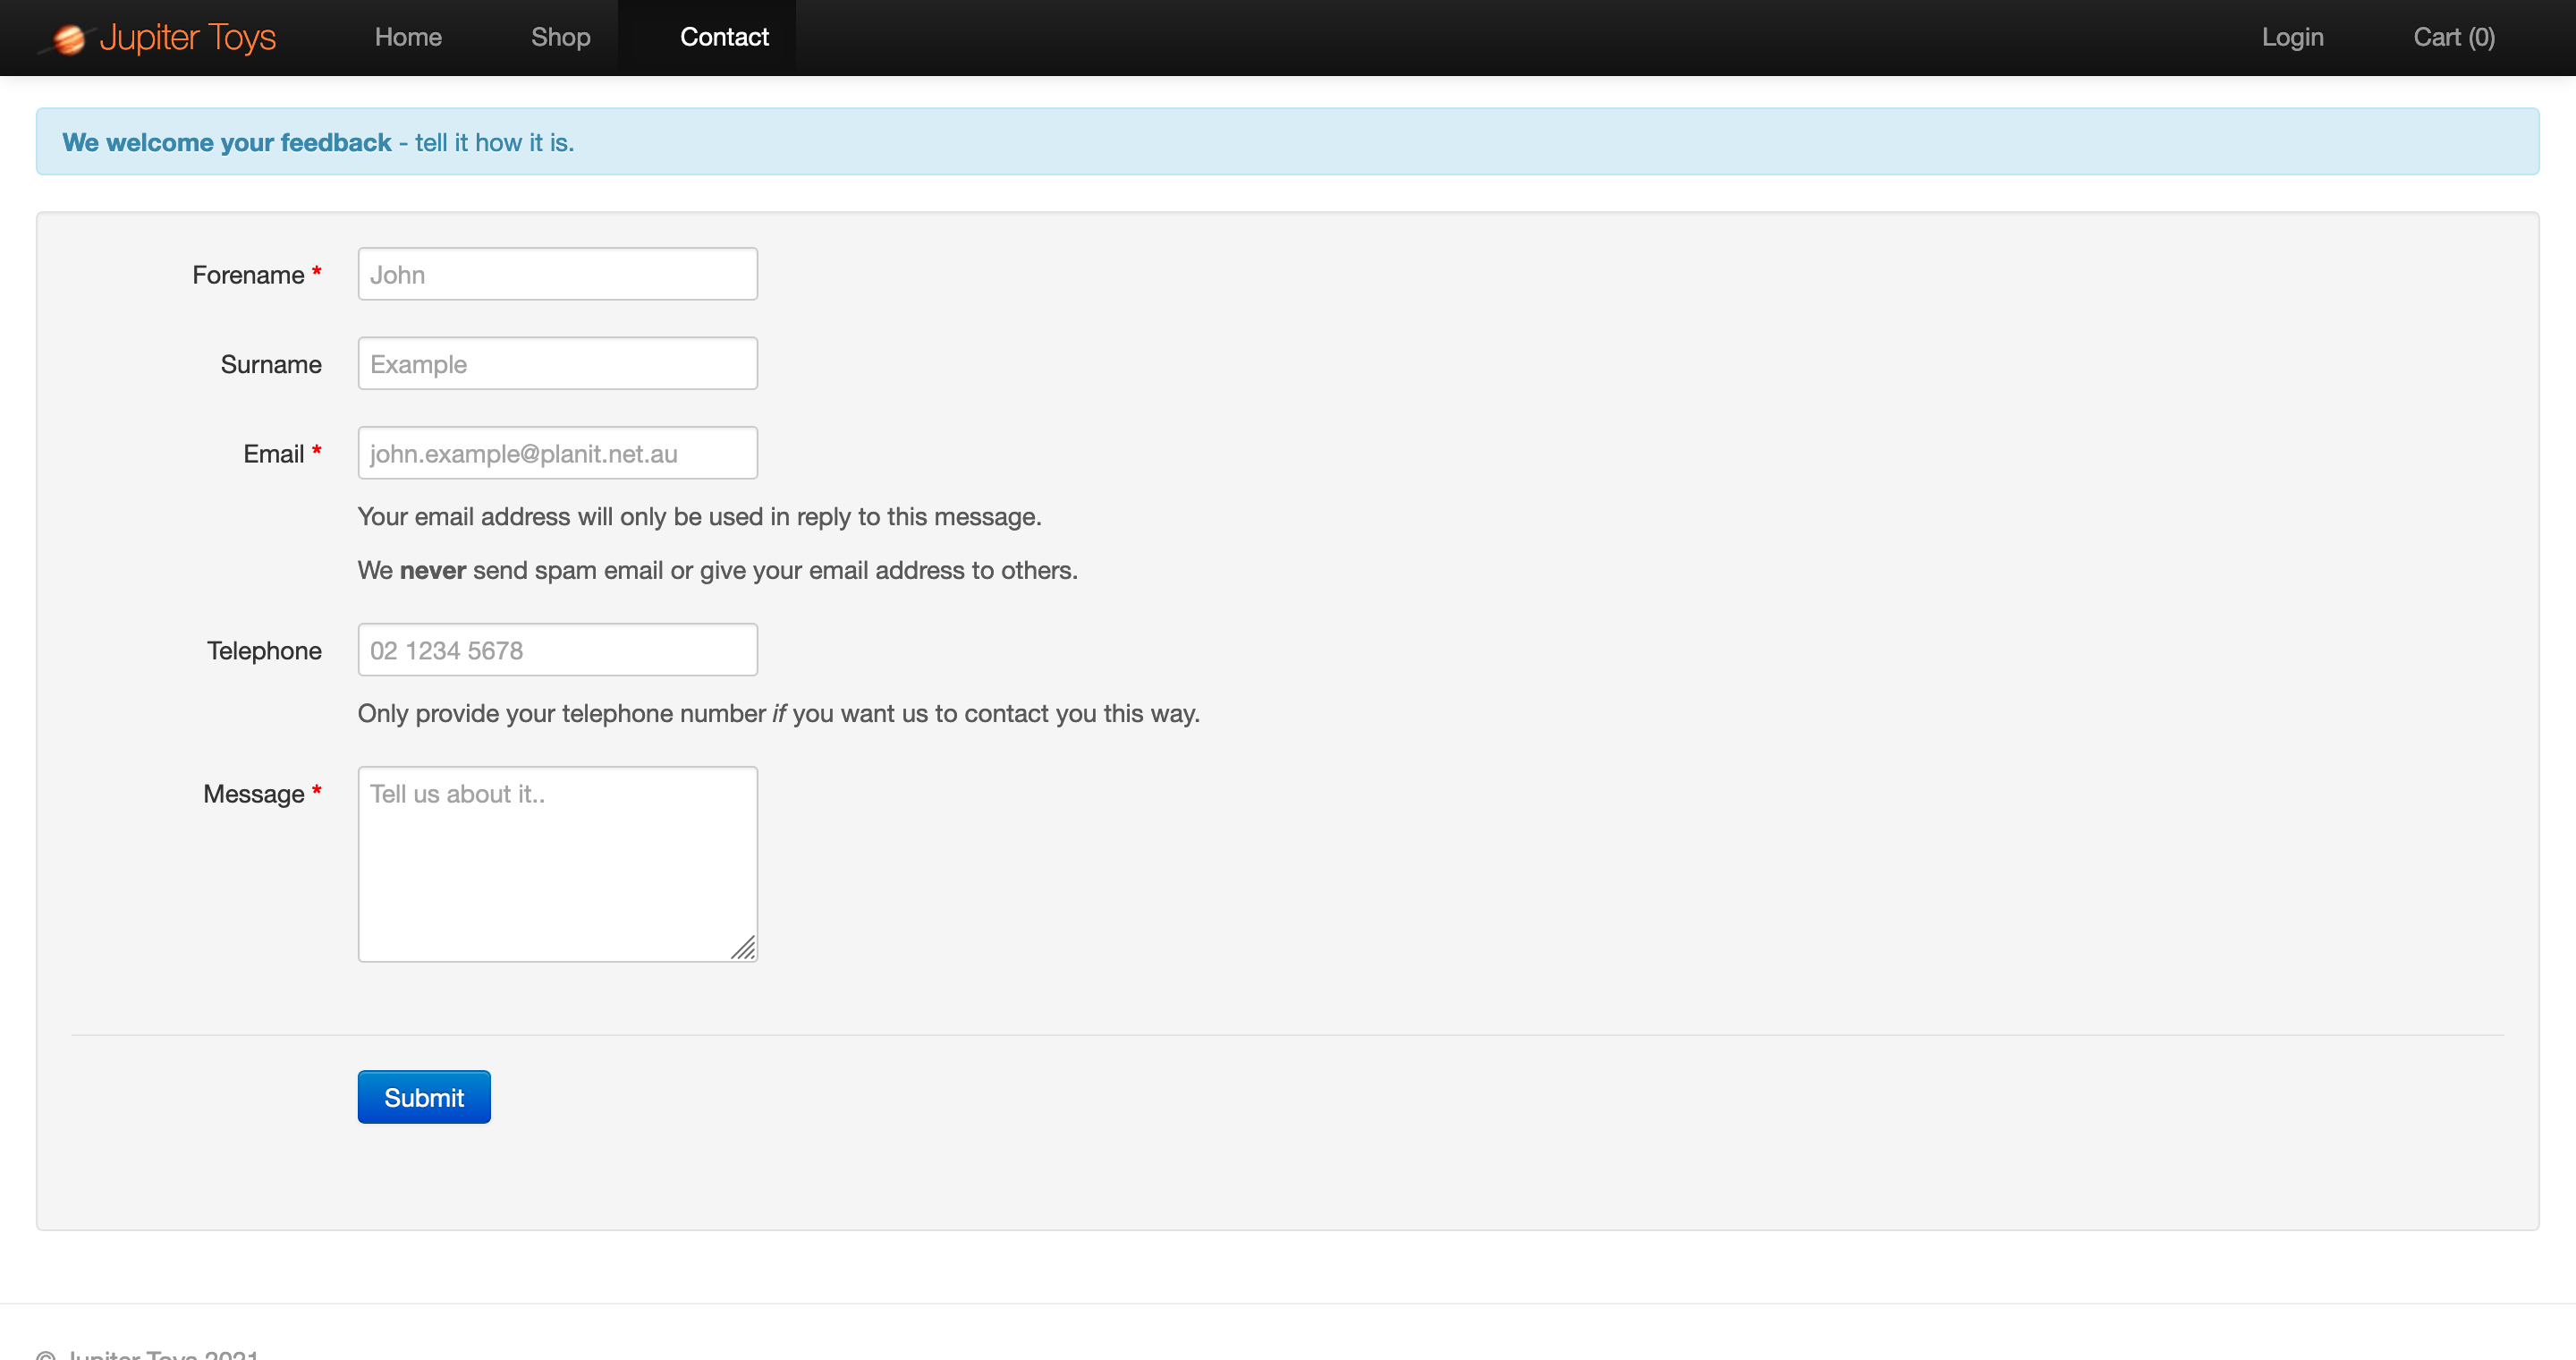 Jupiter Toys Home Shop Contact Login Cart (0)
We welcome your feedback - tell it how it is.
Forename * John
Surname Example
Email * john.example@planit.net.au
Your email address will only be used in reply to this message.
We never send spam email or give your email address to others.
Telephone 02 1234 5678
Only provide your telephone number if you want us to contact you this way.
Message * Tell us about it..
Submit
© Jupiter Toys 2021